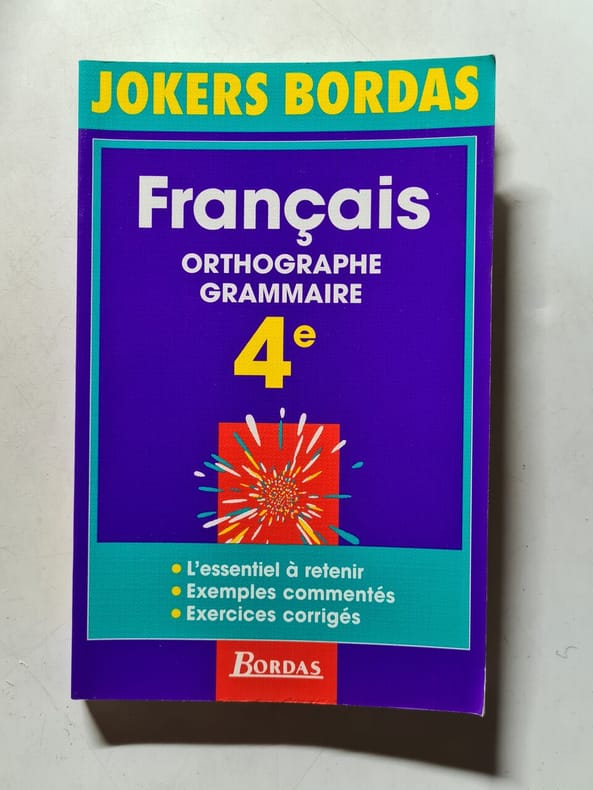 JOKERS BORDAS
Français
ORTHOGRAPHE
GRAMMAIRE
4e
• L'essentiel à retenir
• Exemples commentés
• Exercices corrigés
BORDAS